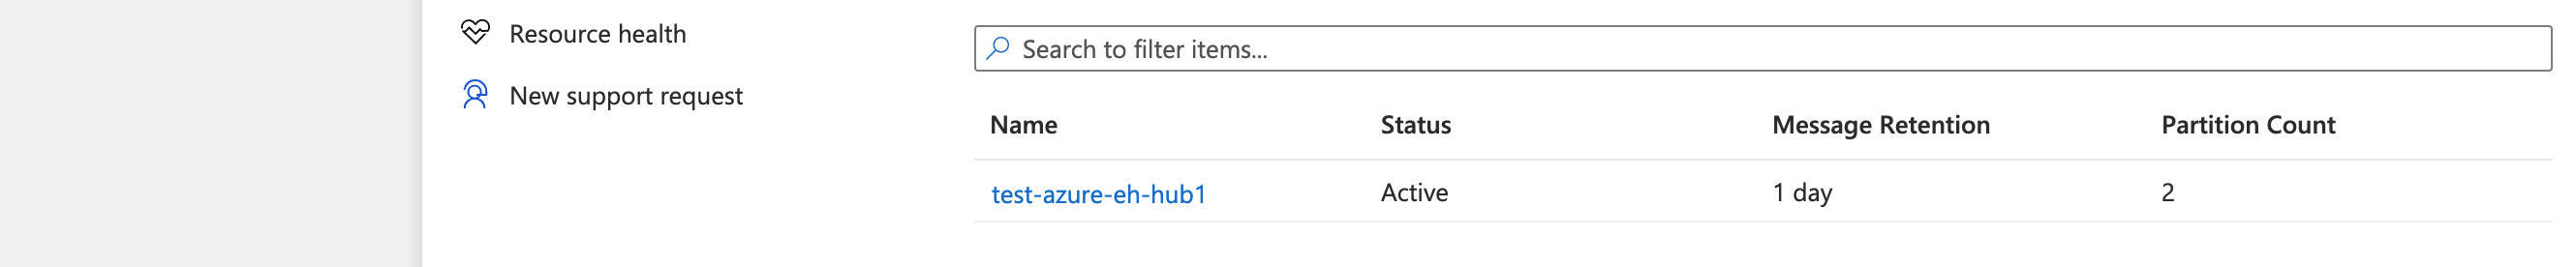 Resource health
New support request
Search to filter items...
Name Status Message Retention Partition Count
test-azure-eh-hub1 Active 1 day 2